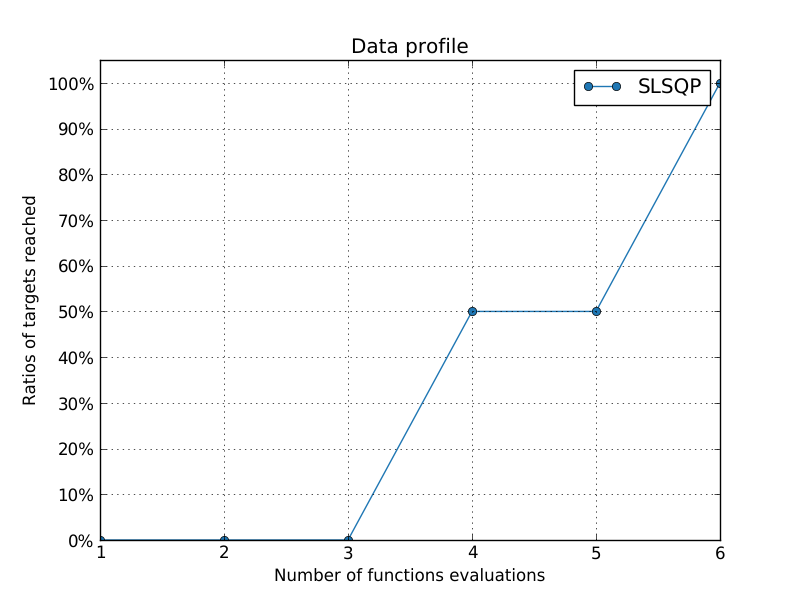 Data profile
SLSQP
100%
90%
80%
70%
60%
50%
40%
30%
20%
10%
0%
Ratios of targets reached
1 2 3 4 5 6
Number of functions evaluations